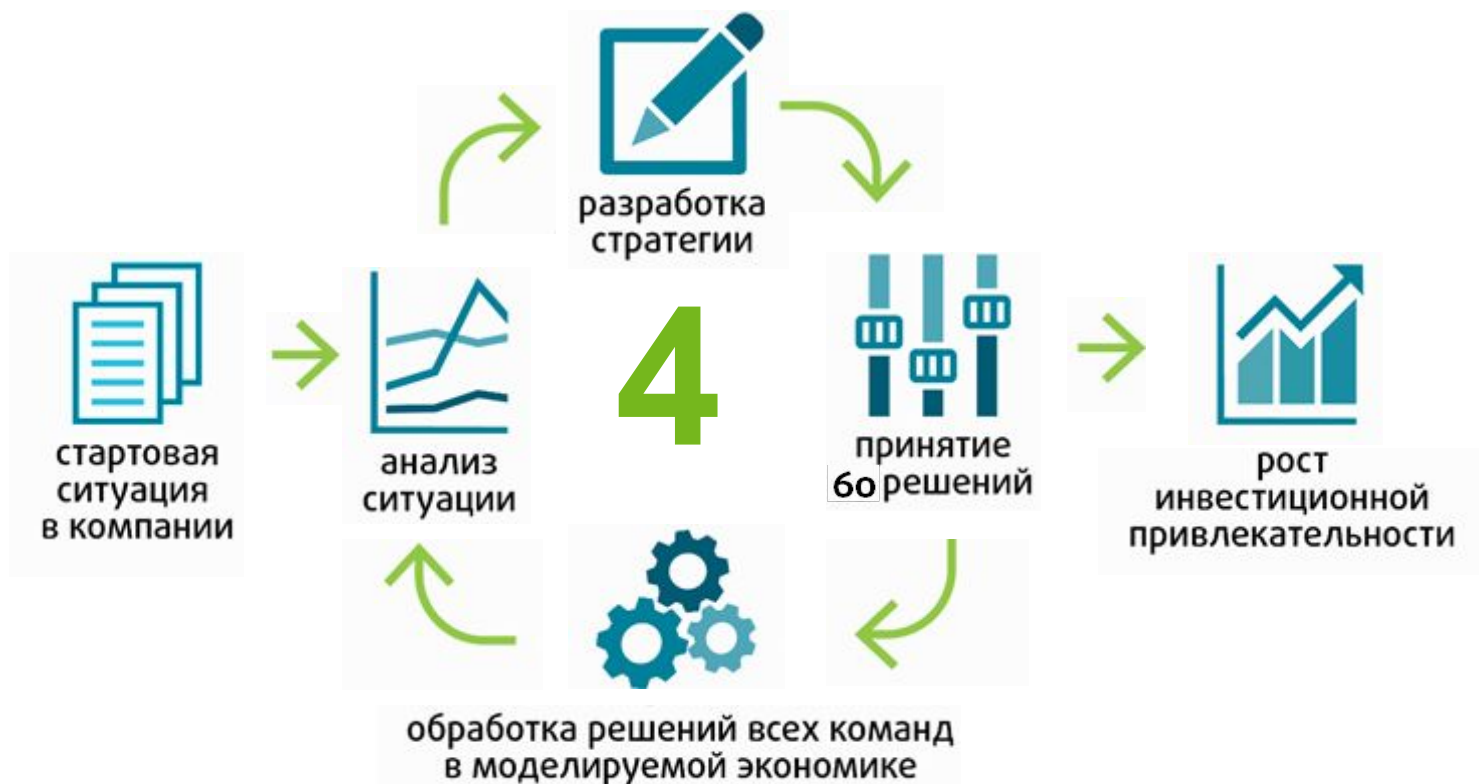 разработка
стратегии
4
стартовая
ситуация
в компании
анализ
ситуации
принятие
60 решений
рост
инвестиционной
привлекательности
обработка решений всех команд
в моделируемой экономике